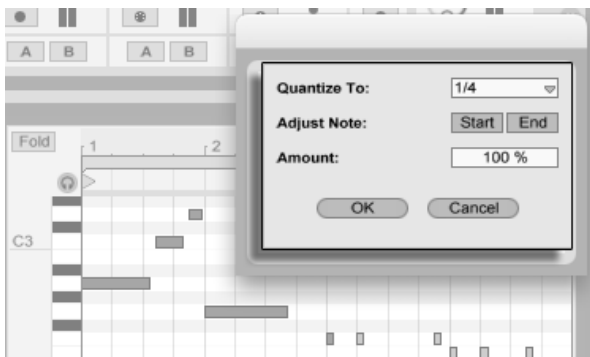 A B A B
Quantize To: 1/4
Adjust Note: Start End
Amount: 100 %
OK Cancel
Fold 1 2
C3